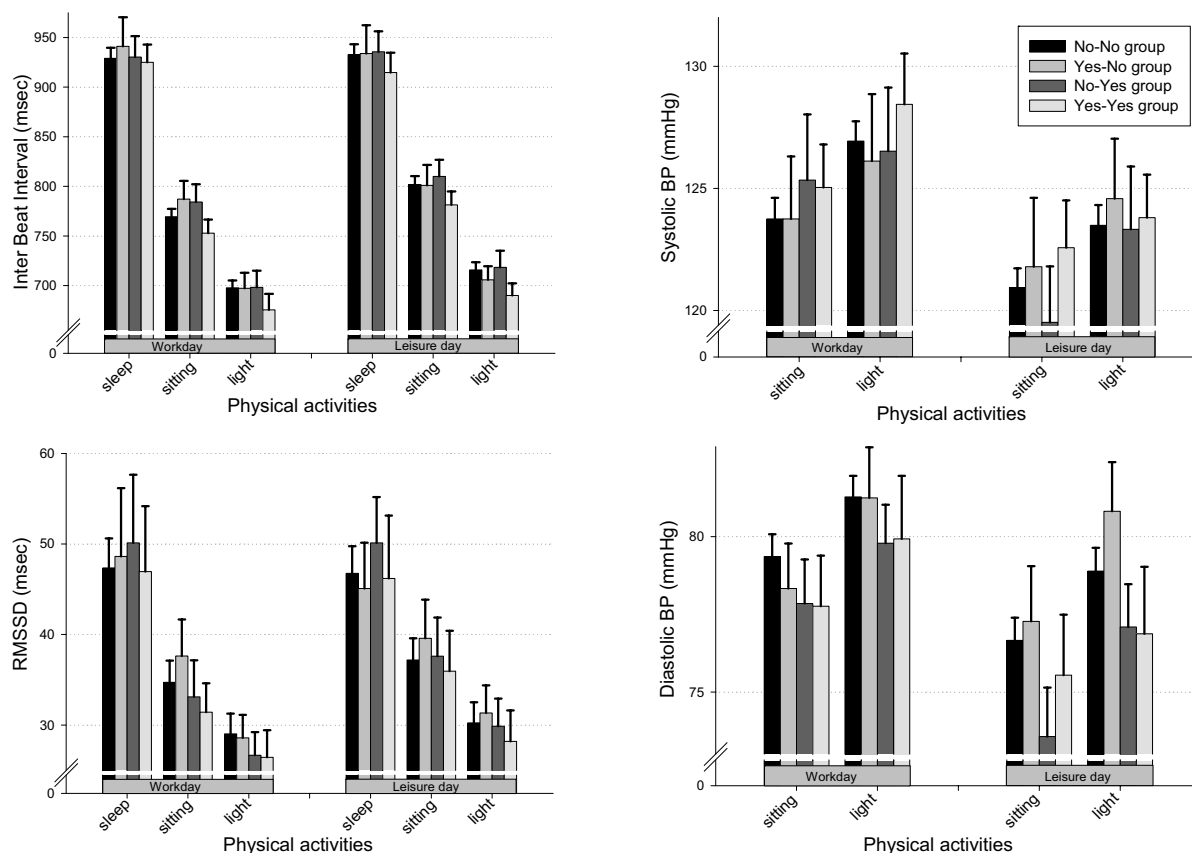 Inter Beat Interval (msec)
950
900
850
800
750
700
0
Workday
Leisure day
sleep
sitting
light
sleep
sitting
light
Physical activities
Systolic BP (mmHg)
130
125
120
0
No-No group
Yes-No group
No-Yes group
Yes-Yes group
Workday
Leisure day
sitting
light
sitting
light
Physical activities
RMSSD (msec)
60
50
40
30
0
Workday
Leisure day
sleep
sitting
light
sleep
sitting
light
Physical activities
Diastolic BP (mmHg)
80
75
0
Workday
Leisure day
sitting
light
sitting
light
Physical activities